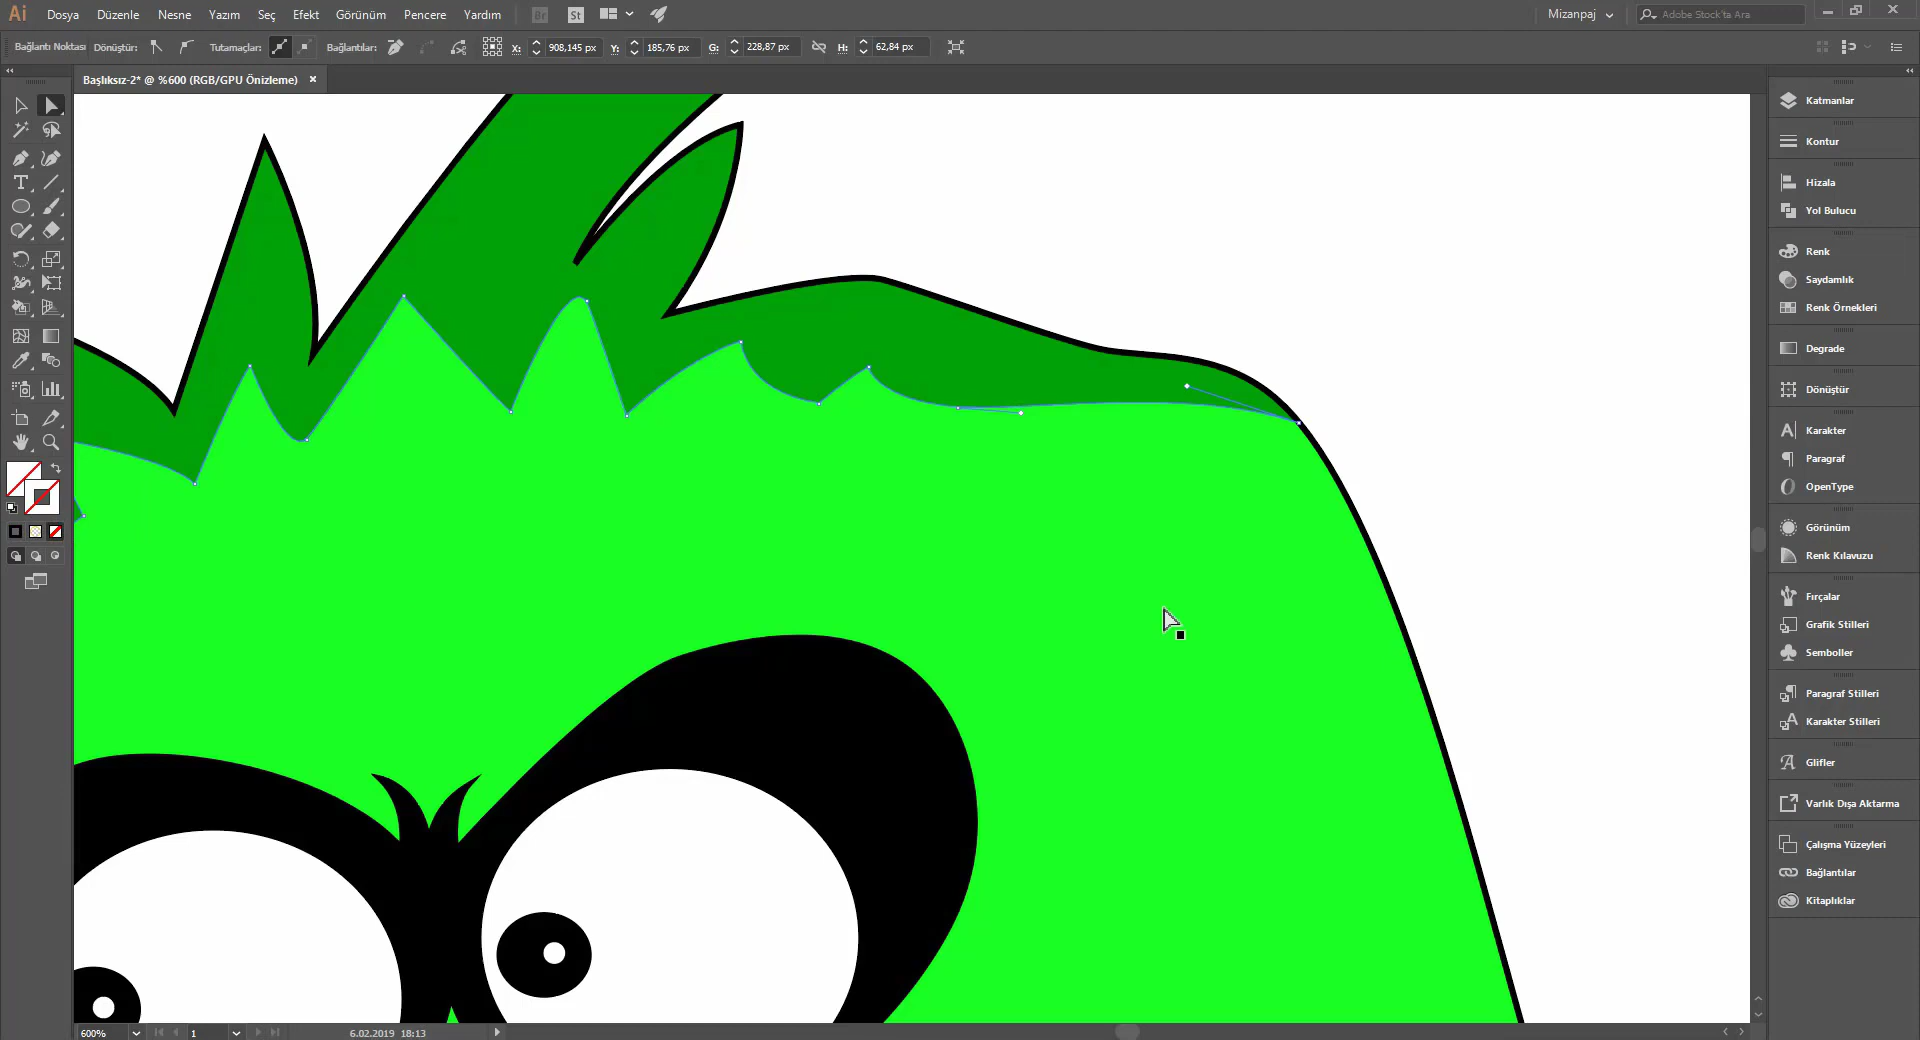 Ai Dosya Düzenle Nesne Yazım Seç Efekt Görünüm Pencere Yardım Br St Mizanpaj Adobe Stock'ta Ara
Bağlantı Noktası Dönüştür: Tutamaçlar: Bağlantılar: X: 908,145 px Y: 185,76 px G: 228,87 px H: 62,84 px
Başlıksız-2* @ %600 (RGB/GPU Önizleme) ×
Katmanlar
Kontur
Hizala
Yol Bulucu
Renk
Saydamlık
Renk Örnekleri
Degrade
Dönüştür
Karakter
Paragraf
OpenType
Görünüm
Renk Kılavuzu
Fırçalar
Grafik Stilleri
Semboller
Paragraf Stilleri
Karakter Stilleri
Glifler
Varlık Dışa Aktarma
Çalışma Yüzeyleri
Bağlantılar
Kitaplıklar
600% 1 6.02.2019 18:13